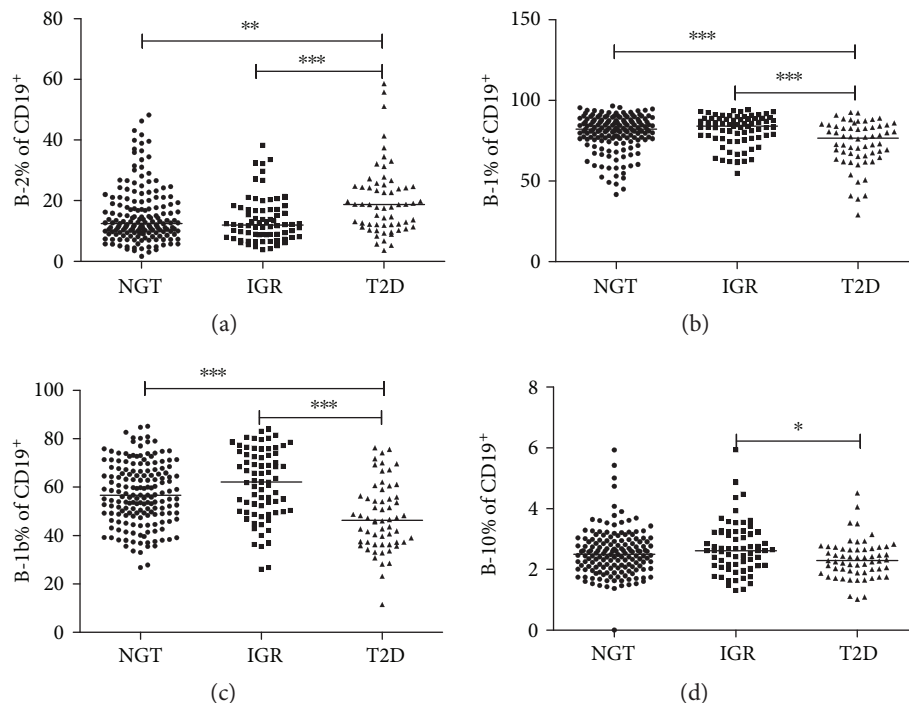 80
60
40
20
0
B-2% of CD19+
**
***
NGT
IGR
T2D
(a)
150
100
50
0
B-1% of CD19+
***
***
NGT
IGR
T2D
(b)
100
80
60
40
20
0
B-1b% of CD19+
***
***
NGT
IGR
T2D
(c)
8
6
4
2
0
B-10% of CD19+
*
NGT
IGR
T2D
(d)